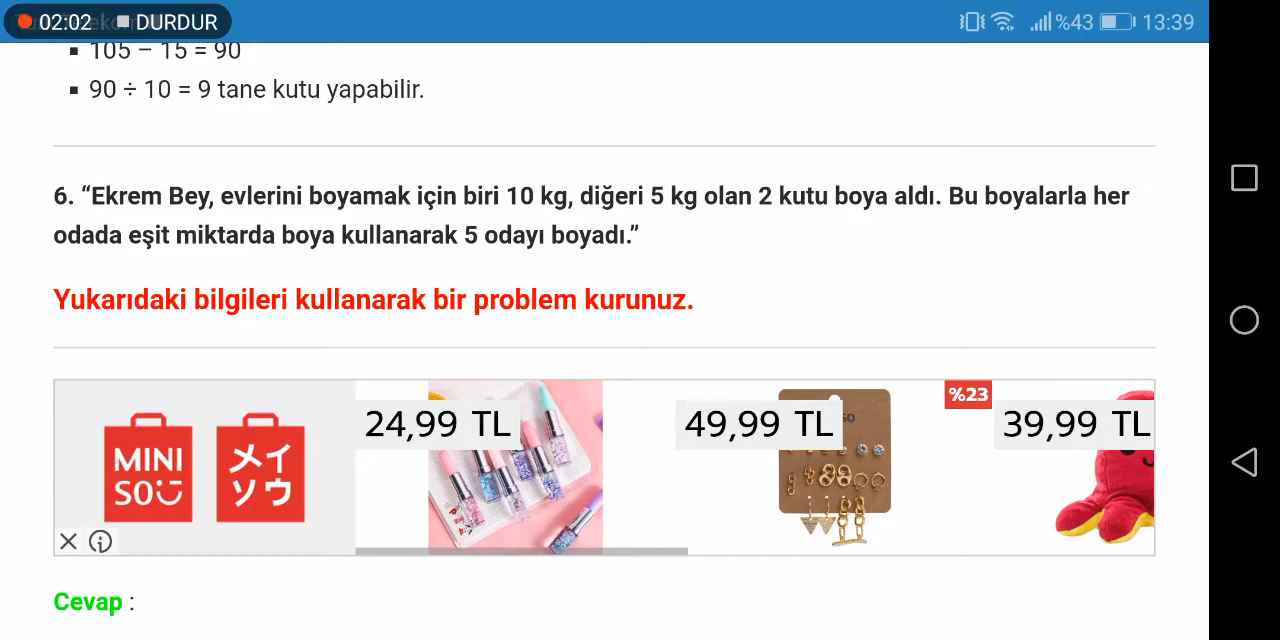 02:02 DURDUR %43 13:39
▪ 105 – 15 = 90
▪ 90 ÷ 10 = 9 tane kutu yapabilir.
6. “Ekrem Bey, evlerini boyamak için biri 10 kg, diğeri 5 kg olan 2 kutu boya aldı. Bu boyalarla her
odada eşit miktarda boya kullanarak 5 odayı boyadı.”
Yukarıdaki bilgileri kullanarak bir problem kurunuz.
%23
24,99 TL 49,99 TL 39,99 TL
MINI メイ
SO ソウ
Cevap :